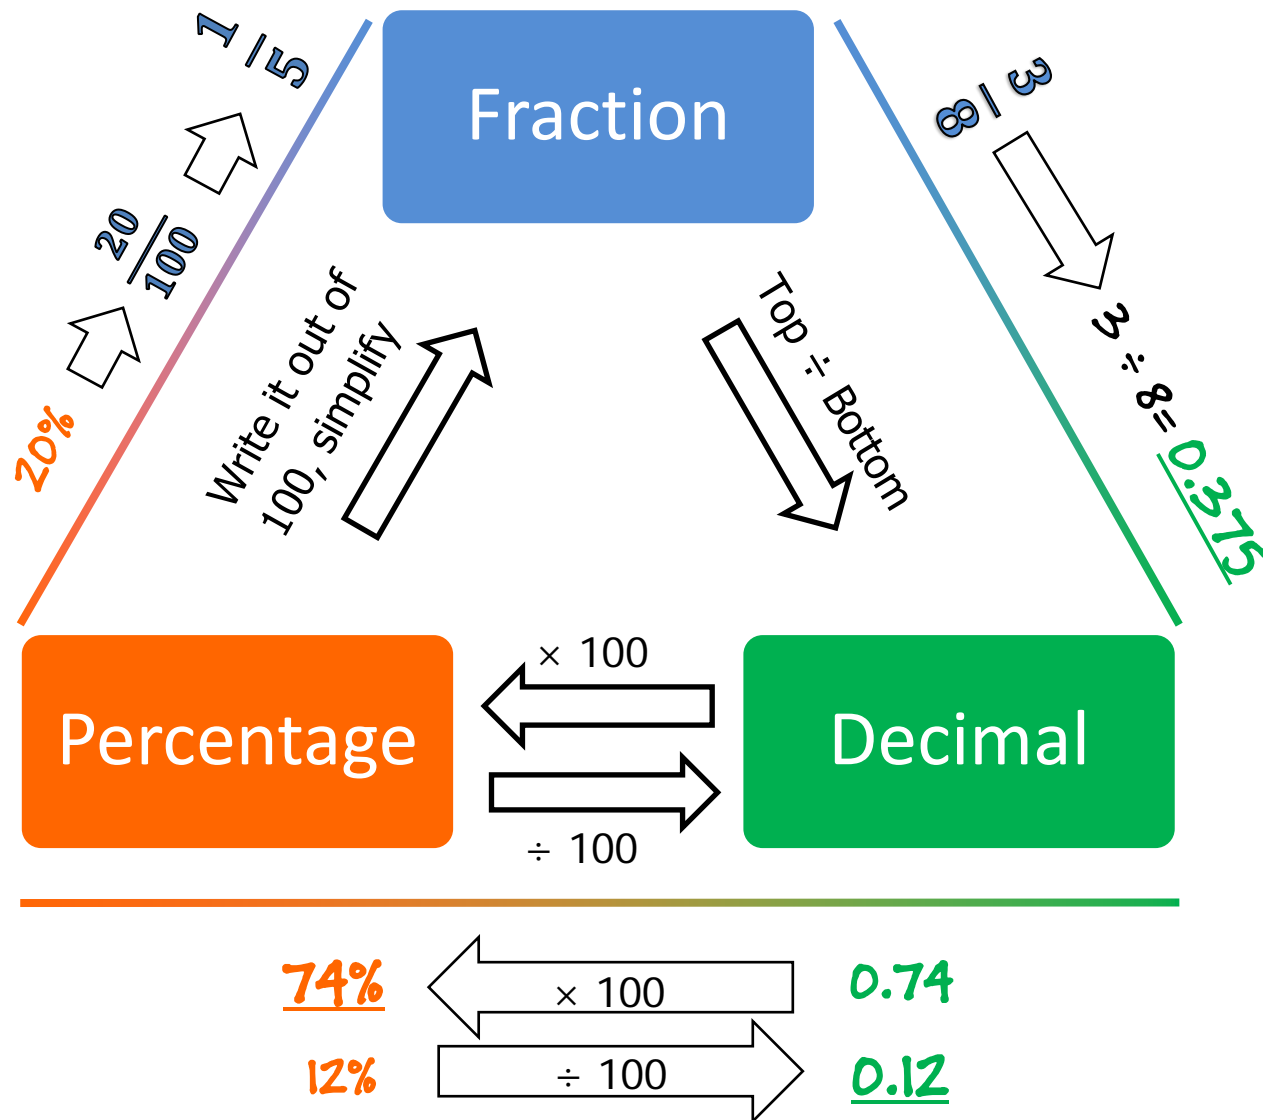 Fraction
1/5
20/100
20%
Write it out of
100, simplify
Top ÷ Bottom
3/8
3 ÷ 8= 0.375
Percentage
× 100
÷ 100
Decimal
74%
× 100
0.74
12%
÷ 100
0.12